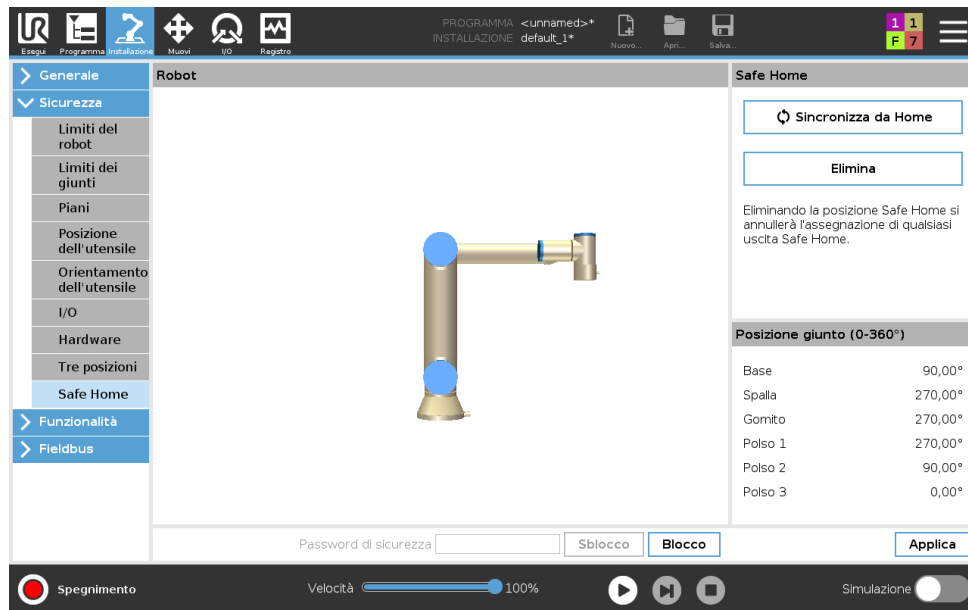 PROGRAMMA <unnamed>*
INSTALLAZIONE default_1*
UR
Esegui
Programma
Installazione
Muovi
I/O
Registro
Nuovo...
Apri...
Salva...
1 1
F 7
Generale
Sicurezza
Limiti del
robot
Limiti dei
giunti
Piani
Posizione
dell'utensile
Orientamento
dell'utensile
I/O
Hardware
Tre posizioni
Safe Home
Funzionalità
Fieldbus
Robot
Safe Home
Sincronizza da Home
Elimina
Eliminando la posizione Safe Home si
annullerà l'assegnazione di qualsiasi
uscita Safe Home.
Posizione giunto (0-360°)
Base 90,00°
Spalla 270,00°
Gomito 270,00°
Polso 1 270,00°
Polso 2 90,00°
Polso 3 0,00°
Password di sicurezza
Sblocco
Blocco
Applica
Spegnimento
Velocità 100%
Simulazione